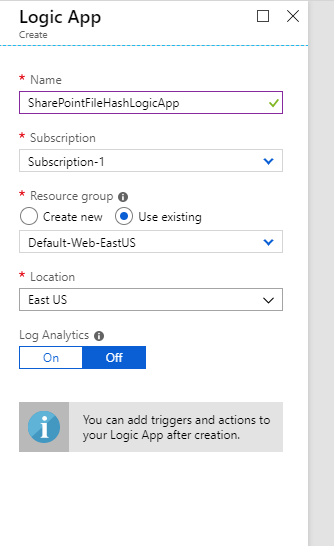 Logic App
Create
* Name
SharePointFileHashLogicApp
* Subscription
Subscription-1
* Resource group
Create new Use existing
Default-Web-EastUS
* Location
East US
Log Analytics
On Off
You can add triggers and actions to
your Logic App after creation.